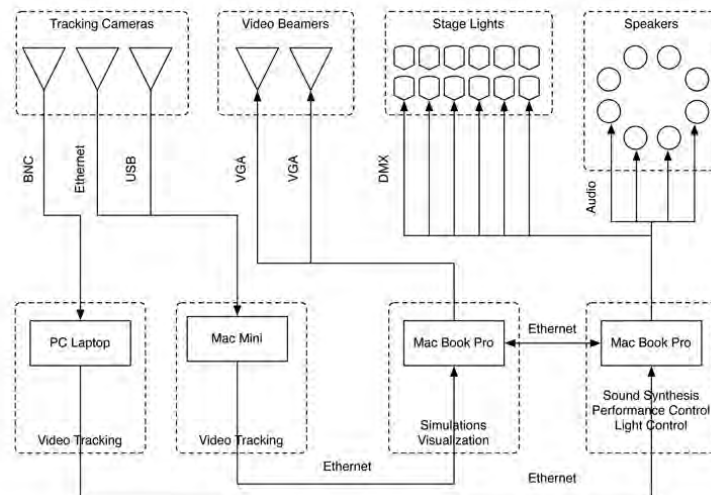 Tracking Cameras
Video Beamers
Stage Lights
Speakers
BNC
Ethernet
USB
VGA
VGA
DMX
Audio
PC Laptop
Mac Mini
Mac Book Pro
Ethernet
Mac Book Pro
Video Tracking
Video Tracking
Simulations
Visualization
Sound Synthesis
Performance Control
Light Control
Ethernet
Ethernet